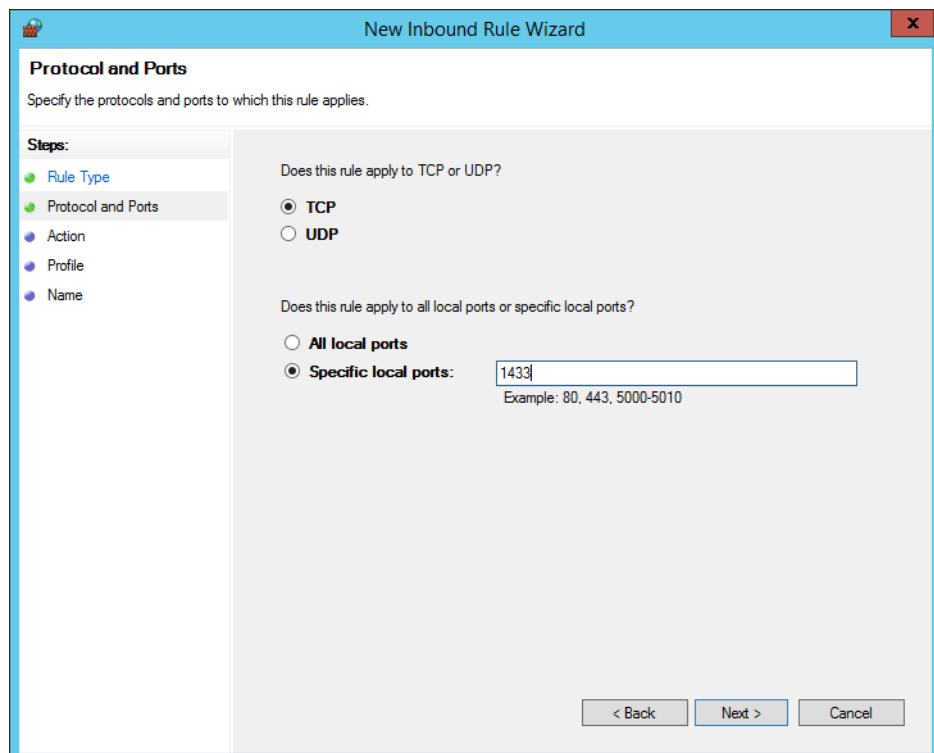 New Inbound Rule Wizard
x
Protocol and Ports
Specify the protocols and ports to which this rule applies.
Steps:
Rule Type
Protocol and Ports
Action
Profile
Name
Does this rule apply to TCP or UDP?
TCP
UDP
Does this rule apply to all local ports or specific local ports?
All local ports
Specific local ports:
1433
Example: 80, 443, 5000-5010
< Back
Next >
Cancel